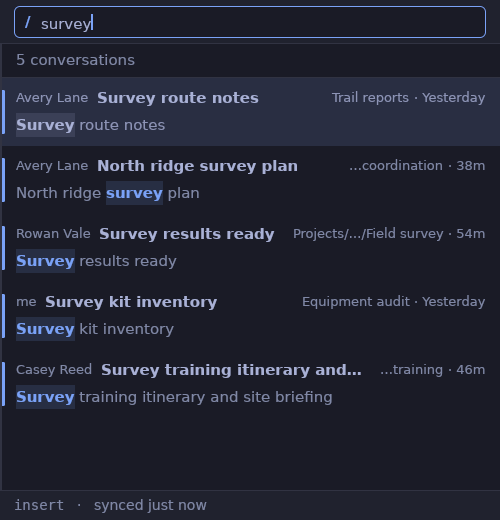 / survey
5 conversations
Avery Lane Survey route notes Trail reports · Yesterday
Survey route notes
Avery Lane North ridge survey plan ...coordination · 38m
North ridge survey plan
Rowan Vale Survey results ready Projects/.../Field survey · 54m
Survey results ready
me Survey kit inventory Equipment audit · Yesterday
Survey kit inventory
Casey Reed Survey training itinerary and... ...training · 46m
Survey training itinerary and site briefing
insert · synced just now